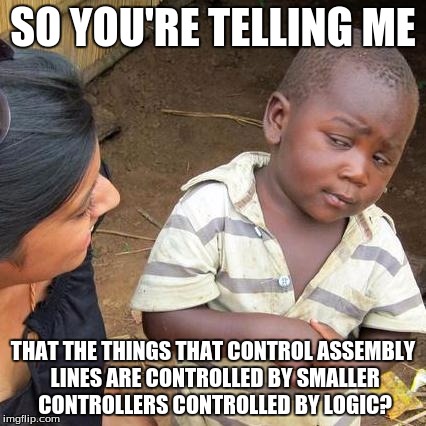 SO YOU'RE TELLING ME
THAT THE THINGS THAT CONTROL ASSEMBLY
LINES ARE CONTROLLED BY SMALLER
CONTROLLERS CONTROLLED BY LOGIC?
imgflip.com